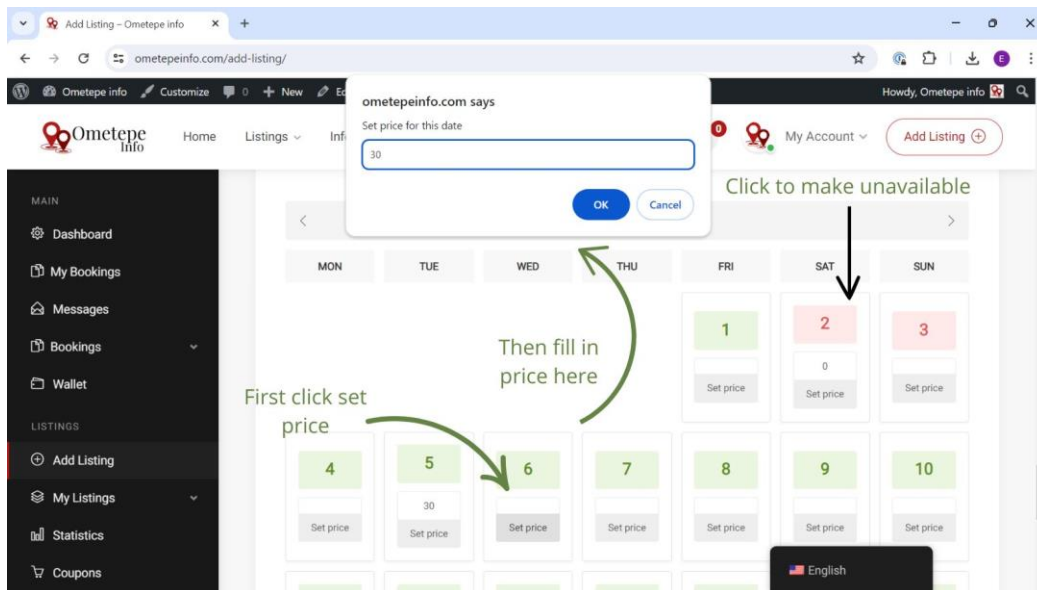 Add Listing – Ometepe info
ometepeinfo.com/add-listing/
E
Ometepe info Customize 0 New Ed
Howdy, Ometepe info
ometepeinfo.com says
Set price for this date
30
OK Cancel
Ometepe
Info
Home Listings Inf
0
My Account
Add Listing
Click to make unavailable
MAIN
Dashboard
My Bookings
Messages
Bookings
Wallet
LISTINGS
Add Listing
My Listings
Statistics
Coupons
MON TUE WED THU FRI SAT SUN
1 2 3
0
Set price Set price Set price
Then fill in
price here
First click set
price
4 5 6 7 8 9 10
30
Set price Set price Set price Set price Set price Set price Set price
English